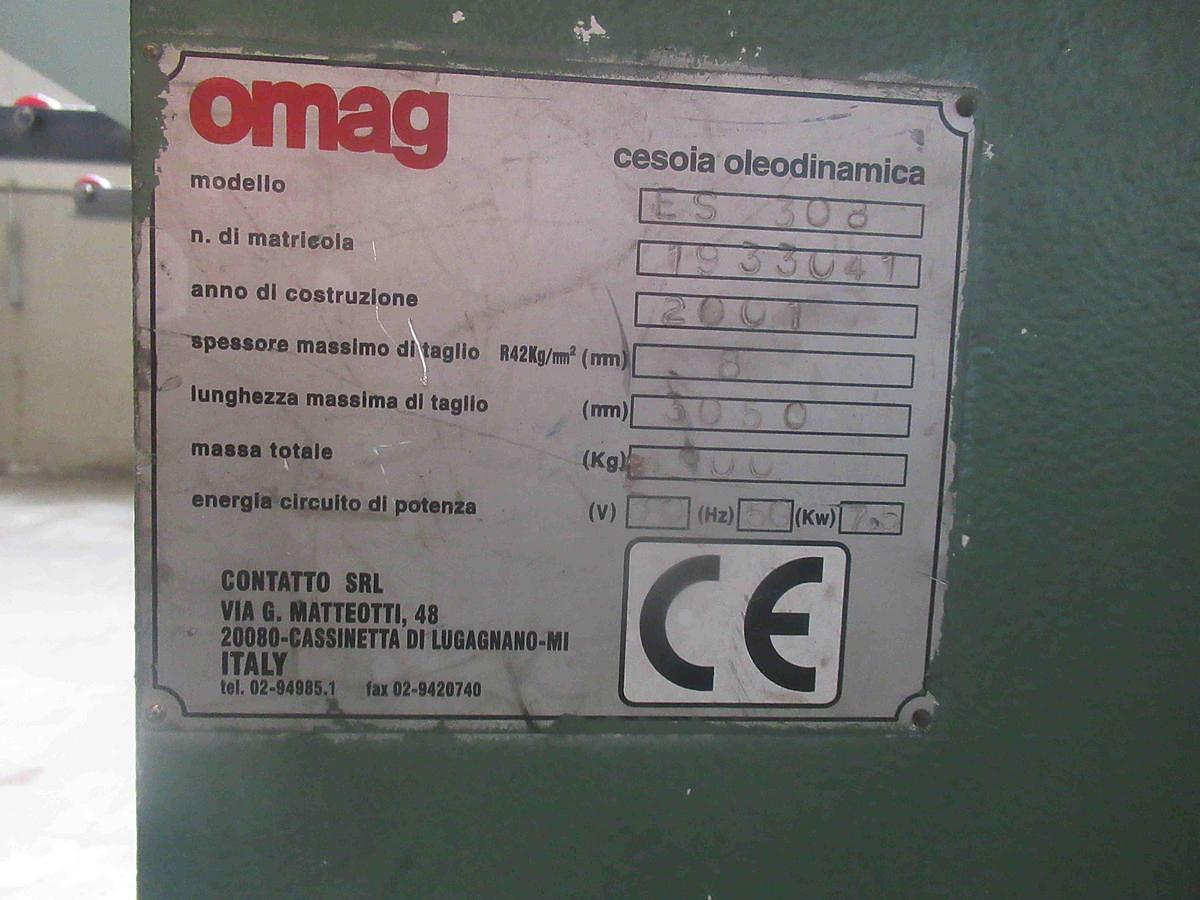 omag
cesoia oleodinamica
modello ES 308
n. di matricola 1933041
anno di costruzione 2001
spessore massimo di taglio R42Kg/mm² (mm) 8
lunghezza massima di taglio (mm) 3050
massa totale (Kg)
energia circuito di potenza (V) (Hz) 50 (Kw) 7.5
CONTATTO SRL
VIA G. MATTEOTTI, 48
20080-CASSINETTA DI LUGAGNANO-MI
ITALY
tel. 02-94985.1 fax 02-9420740
CE